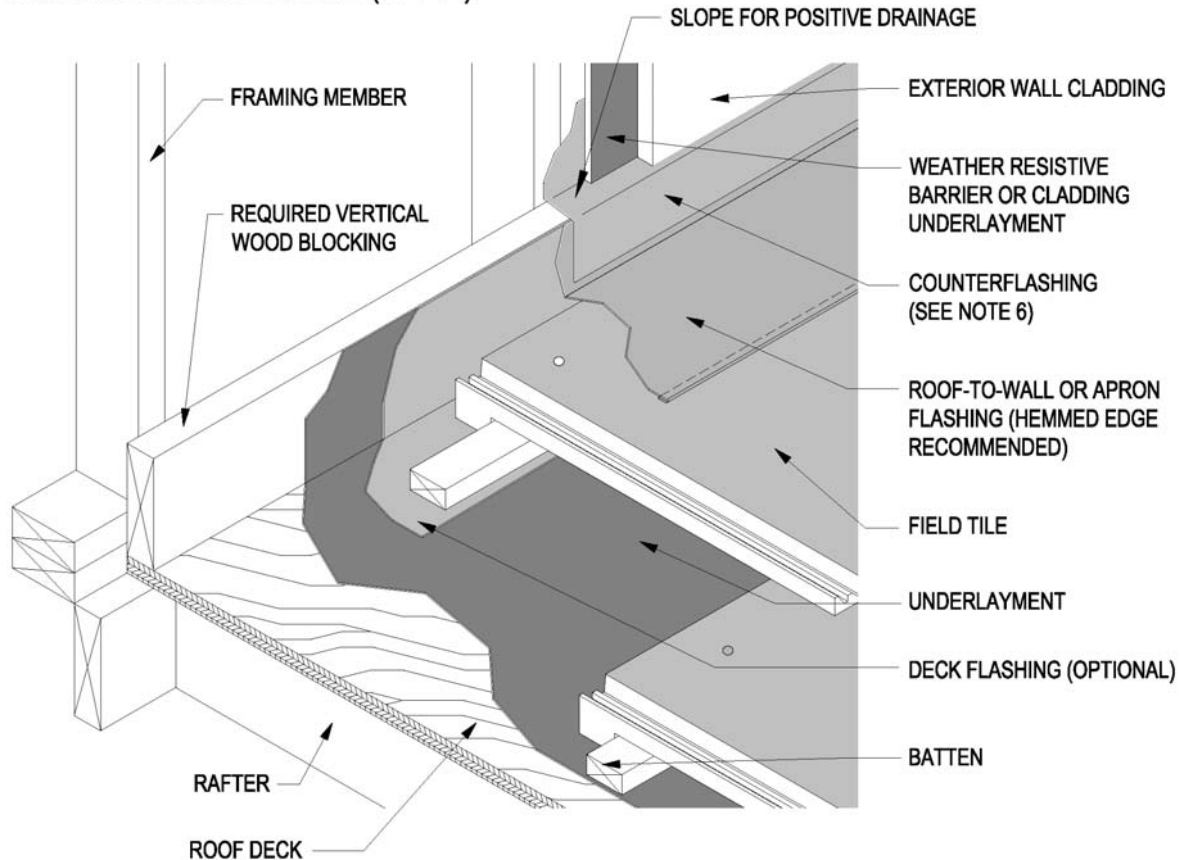 SLOPE FOR POSITIVE DRAINAGE
FRAMING MEMBER
EXTERIOR WALL CLADDING
WEATHER RESISTIVE
BARRIER OR CLADDING
UNDERLAYMENT
REQUIRED VERTICAL
WOOD BLOCKING
COUNTERFLASHING
(SEE NOTE 6)
ROOF-TO-WALL OR APRON
FLASHING (HEMMED EDGE
RECOMMENDED)
FIELD TILE
UNDERLAYMENT
DECK FLASHING (OPTIONAL)
BATTEN
RAFTER
ROOF DECK